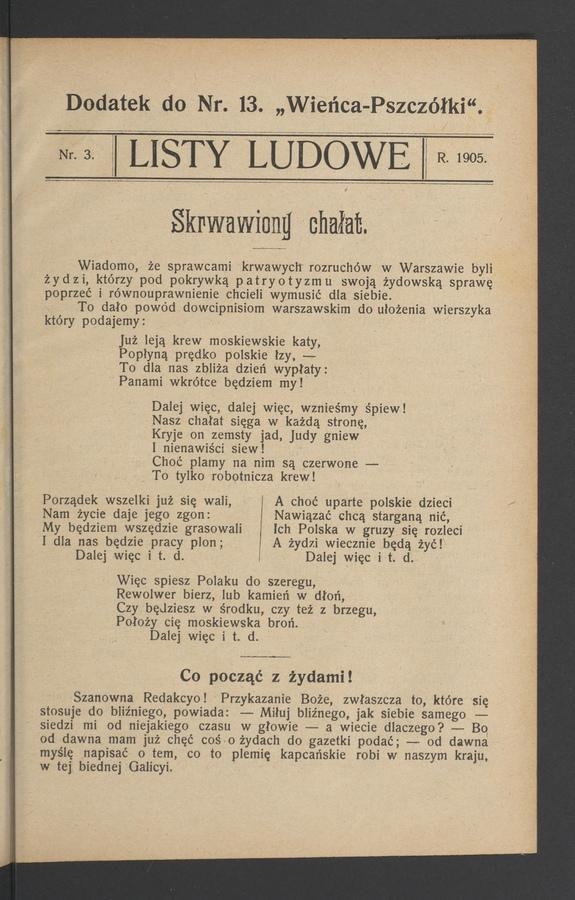 Dodatek do Nr. 13. „Wieńca-Pszczółki“.
Nr. 3.
LISTY LUDOWE
R. 1905.
Skrwawiony chałat.
Wiadomo, że sprawcami krwawych rozruchów w Warszawie byli
żydzi, którzy pod pokrywką patryotyzmu swoją żydowską sprawę
poprzeć i równouprawnienie chcieli wymusić dla siebie.
To dało powód dowcipnisiom warszawskim do ułożenia wierszyka
który podajemy:
Już leją krew moskiewskie katy,
Popłyną prędko polskie łzy, —
To dla nas zbliża dzień wypłaty:
Panami wkrótce będziem my!
Dalej więc, dalej więc, wznieśmy śpiew!
Nasz chałat sięga w każdą stronę,
Kryje on zemsty jad, Judy gniew
I nienawiści siew!
Choć plamy na nim są czerwone —
To tylko robotnicza krew!
Porządek wszelki już się wali,
Nam życie daje jego zgon:
My będziem wszędzie grasowali
I dla nas będzie pracy plon;
Dalej więc i t. d.
A choć uparte polskie dzieci
Nawiązać chcą starganą nić,
Ich Polska w gruzy się rozleci
A żydzi wiecznie będą żyć!
Dalej więc i t. d.
Więc spiesz Polaku do szeregu,
Rewolwer bierz, lub kamień w dłoń,
Czy będziesz w środku, czy też z brzegu,
Położy cię moskiewska broń.
Dalej więc i t. d.
Co począć z żydami!
Szanowna Redakcyo! Przykazanie Boże, zwłaszcza to, które się
stosuje do bliźniego, powiada: — Miłuj bliźnego, jak siebie samego —
siedzi mi od niejakiego czasu w głowie — a wiecie dlaczego? — Bo
od dawna mam już chęć coś o żydach do gazetki podać; — od dawna
myślę napisać o tem, co to plemię kapcańskie robi w naszym kraju,
w tej biednej Galicyi.